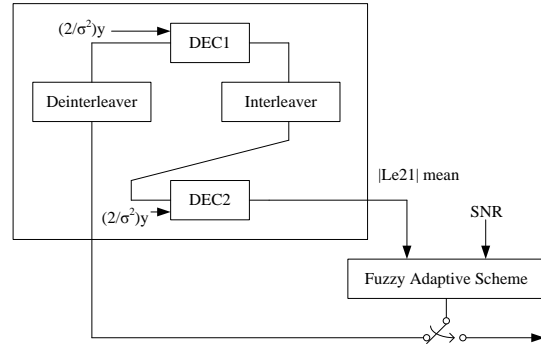 (2/σ²)y
DEC1
Deinterleaver
Interleaver
|Le21| mean
DEC2
(2/σ²)y
SNR
Fuzzy Adaptive Scheme